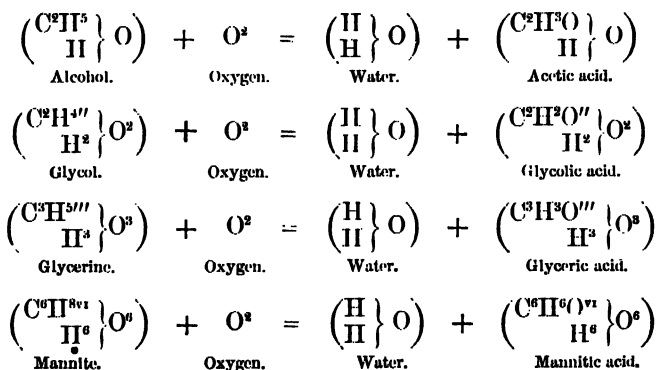 (C²H⁵ H } O) + O² = (H H } O) + (C²H³O H } O)
Alcohol. Oxygen. Water. Acetic acid.
(C²H⁴″ H² } O²) + O² = (H H } O) + (C²H²O″ H² } O²)
Glycol. Oxygen. Water. Glycolic acid.
(C³H⁵‴ H³ } O³) + O² = (H H } O) + (C³H³O‴ H³ } O³)
Glycerine. Oxygen. Water. Glyceric acid.
(C⁶H⁸ᵛᶦ H⁶ } O⁶) + O² = (H H } O) + (C⁶H⁶Oᵛᶦ H⁶ } O⁶)
Mannite. Oxygen. Water. Mannitic acid.